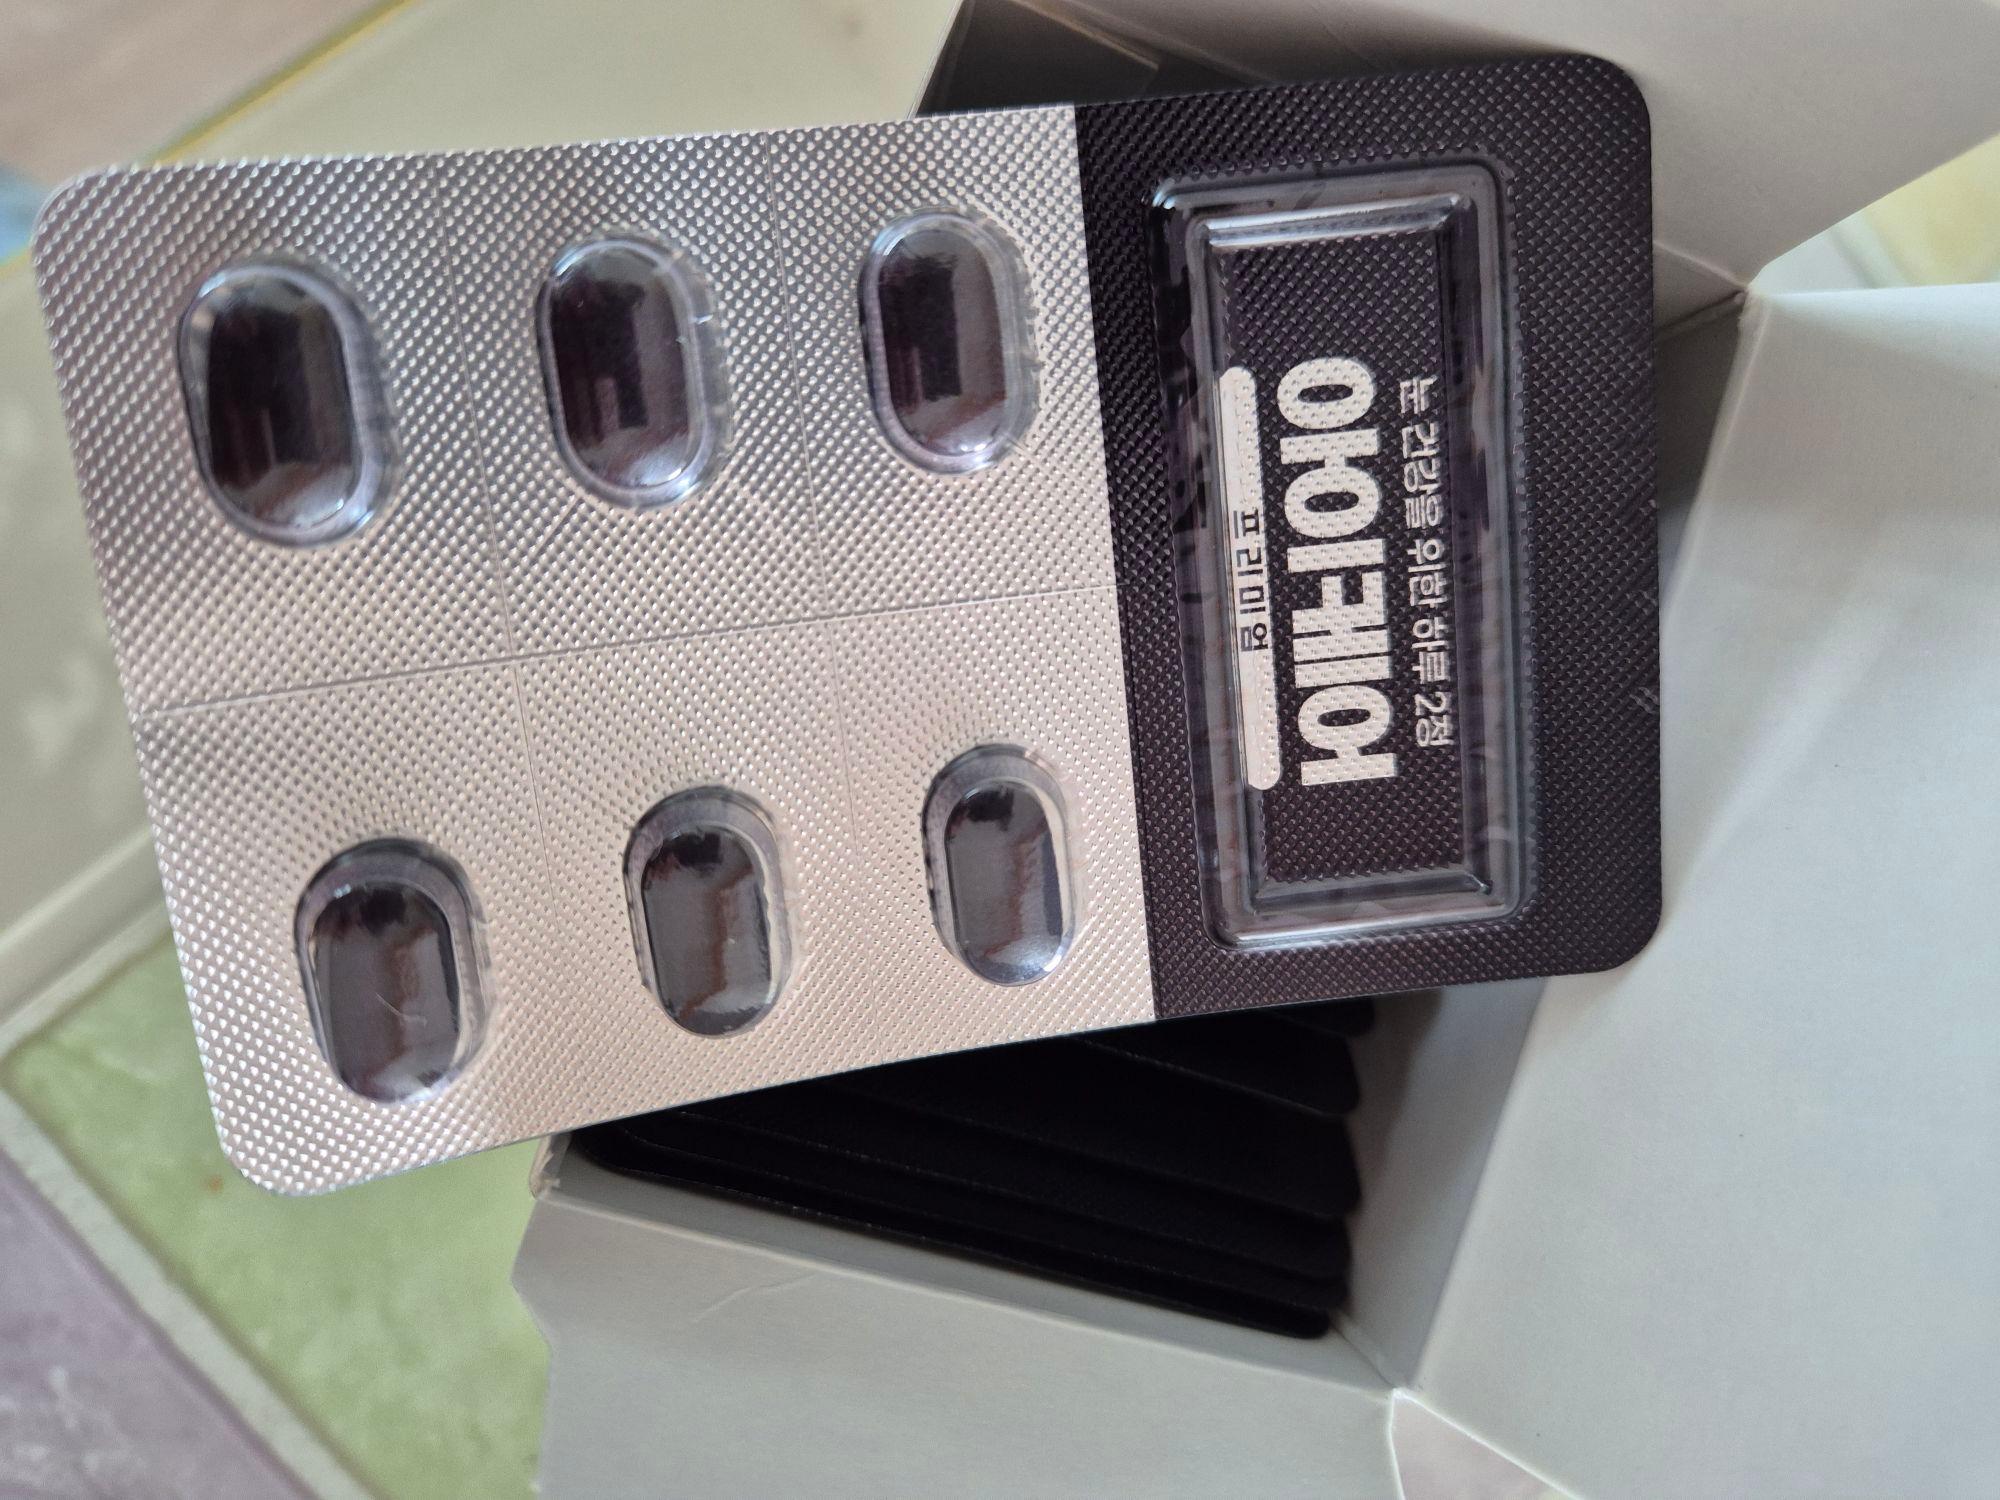 눈 건강을 위한 하루 2정
아이케어
프리미엄